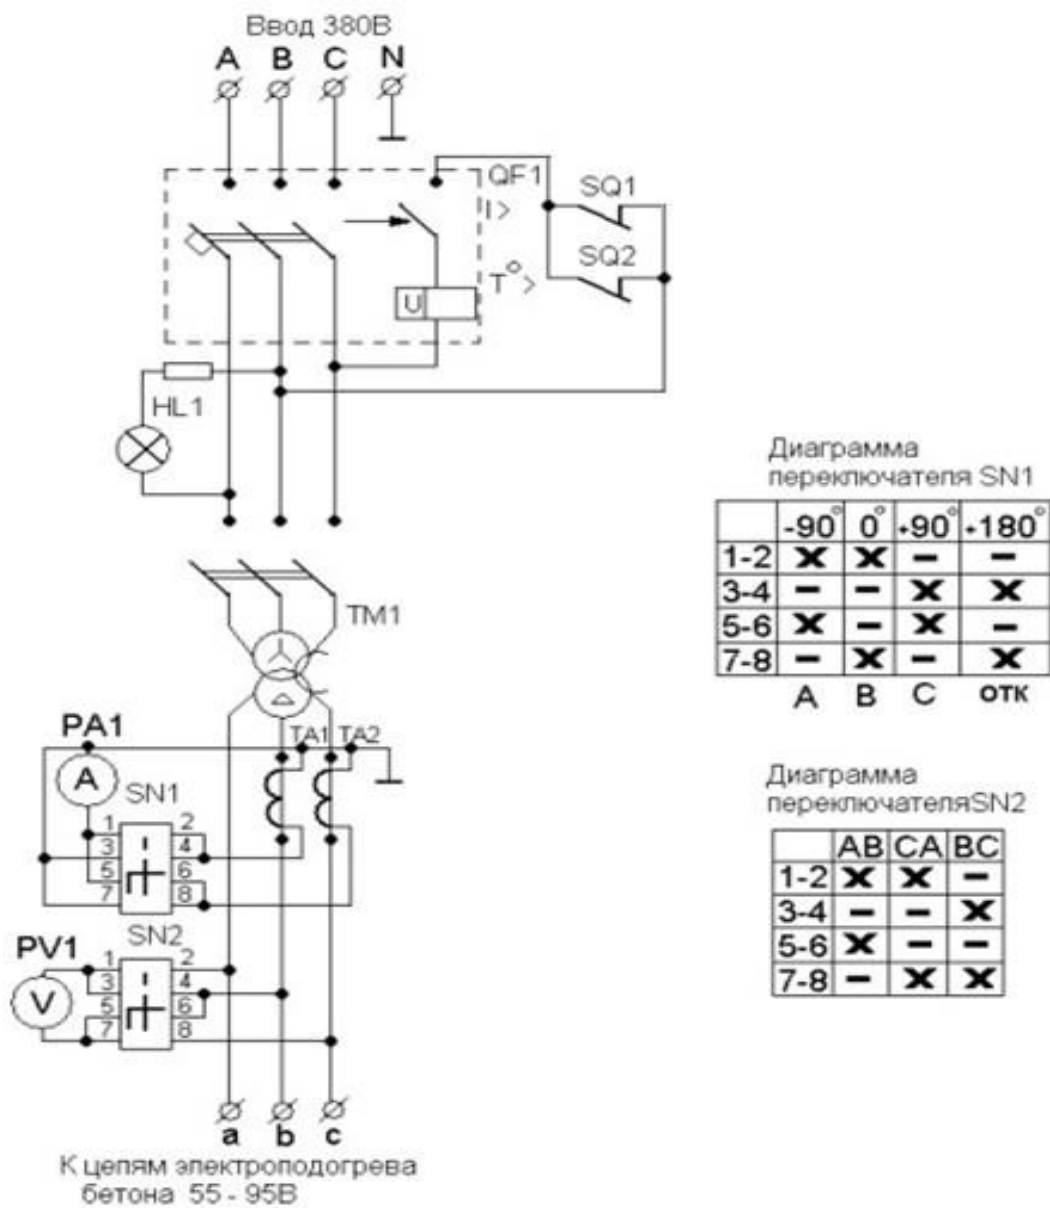 Ввод 380В
A B C N
QF1
I>
SQ1
SQ2
T°>
U
HL1
TM1
TA1 TA2
PA1
A
SN1
1 2
3 4
5 6
7 8
PV1
V
SN2
1 2
3 4
5 6
7 8
a b c
К цепям электроподогрева
бетона 55 - 95В
Диаграмма
переключателя SN1
-90° 0° +90° +180°
1-2 X X - -
3-4 - - X X
5-6 X - X -
7-8 - X - X
A B C ОТК
Диаграмма
переключателяSN2
AB CA BC
1-2 X X -
3-4 - - X
5-6 X - -
7-8 - X X